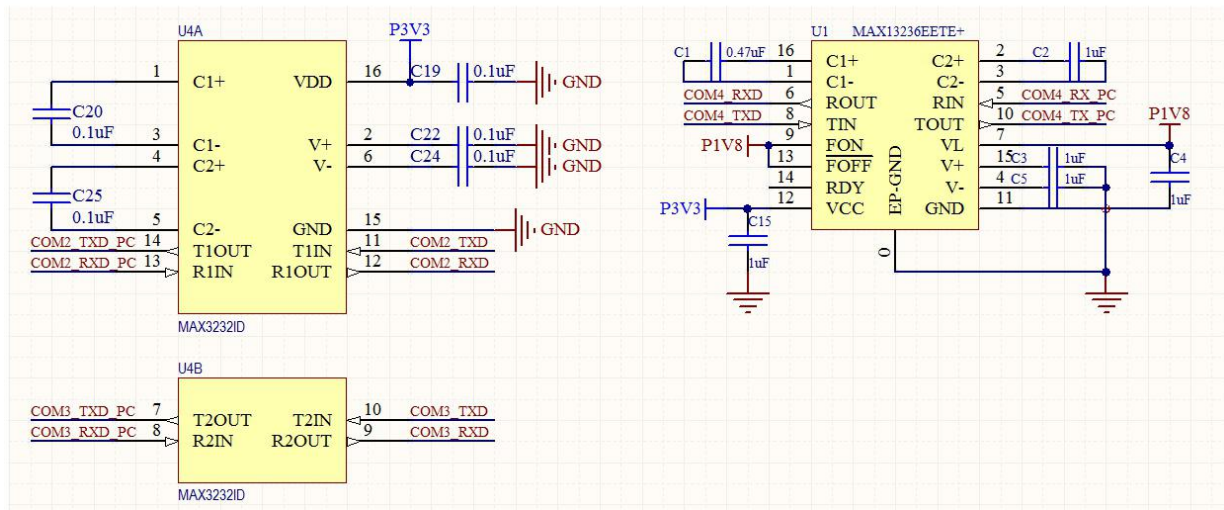 U4A
P3V3
1 C1+ VDD 16 C19 0.1uF GND
C20
0.1uF
3 C1- V+ 2 C22 0.1uF GND
4 C2+ V- 6 C24 0.1uF GND
C25
0.1uF
5 C2- GND 15 GND
COM2_TXD_PC 14 T1OUT T1IN 11 COM2_TXD
COM2_RXD_PC 13 R1IN R1OUT 12 COM2_RXD
MAX3232ID
U4B
COM3_TXD_PC 7 T2OUT T2IN 10 COM3_TXD
COM3_RXD_PC 8 R2IN R2OUT 9 COM3_RXD
MAX3232ID
U1 MAX13236EETE+
C1 0.47uF 16 C1+ C2+ 2 C2 1uF
1 C1- C2- 3
COM4_RXD 6 ROUT RIN 5 COM4_RX_PC
COM4_TXD 8 TIN TOUT 10 COM4_TX_PC
P1V8
P1V8 9 FON VL 7
13 FOFF V+ 15 C3 1uF C4
14 RDY V- 4 C5 1uF
1uF
P3V3 12 VCC GND 11
EP-GND
C15
1uF
0